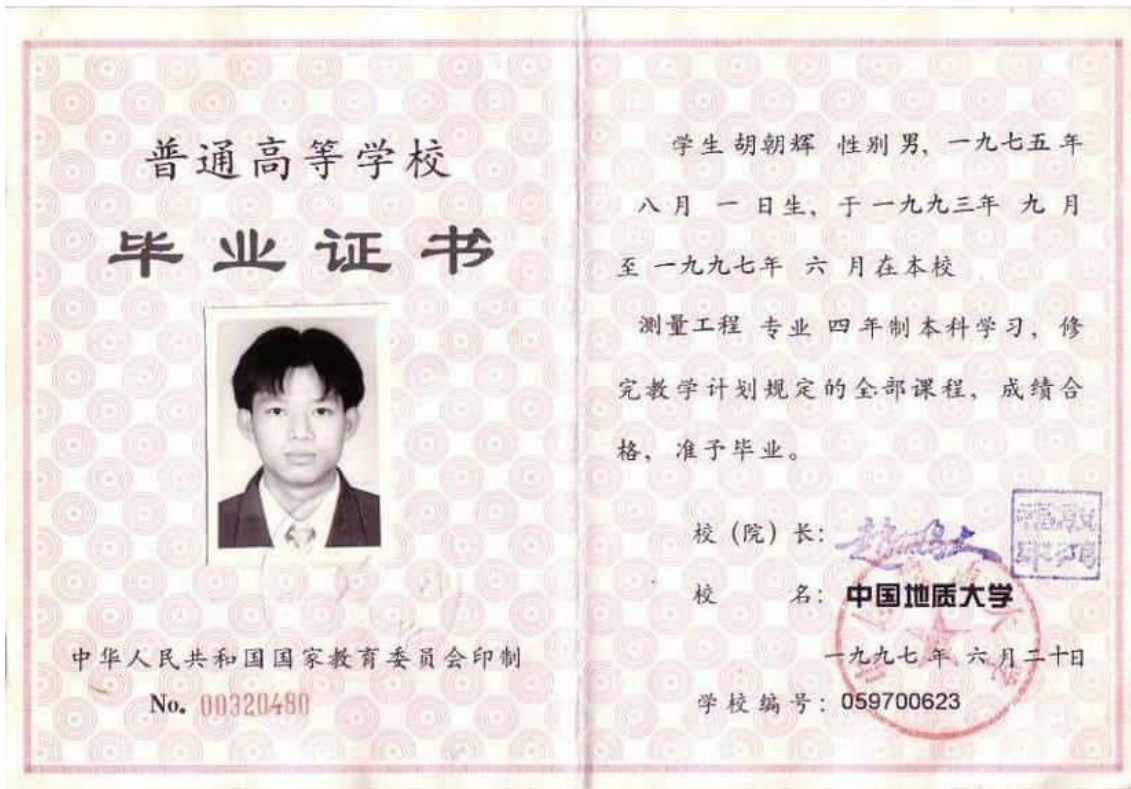 普通高等学校
毕业证书
中华人民共和国国家教育委员会印制
No. 00320480
学生 胡朝辉 性别 男, 一九七五年
八月 一 日生, 于 一九九三年 九 月
至 一九九七年 六 月在本校
测量工程 专业 四 年制本科学习, 修
完教学计划规定的全部课程, 成绩合
格, 准予毕业。
校 (院) 长:
校 名: 中国地质大学
一九九七 年 六 月二十日
学校编号: 059700623